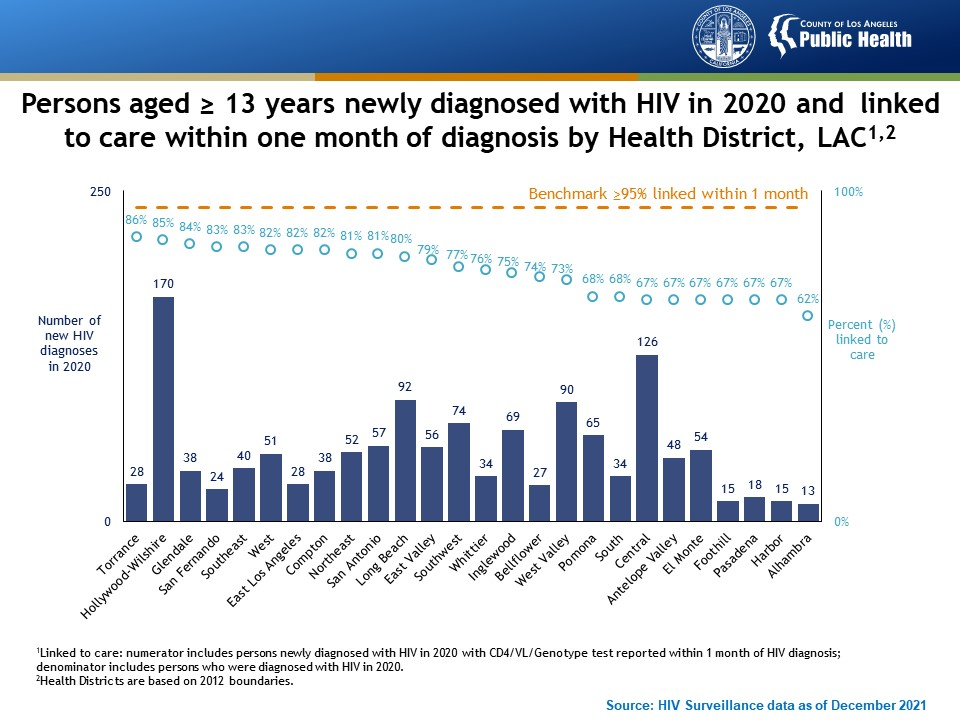 COUNTY OF LOS ANGELES
Public Health
Persons aged ≥ 13 years newly diagnosed with HIV in 2020 and linked
to care within one month of diagnosis by Health District, LAC1,2
250
Benchmark ≥95% linked within 1 month
100%
86% 85% 84% 83% 83% 82% 82% 82% 81% 81% 80% 79% 77% 76% 75% 74% 73% 68% 68% 67% 67% 67% 67% 67% 67% 62%
Number of
new HIV
diagnoses
in 2020
Percent (%)
linked to
care
28 170 38 24 40 51 28 38 52 57 92 56 74 34 69 27 90 65 34 126 48 54 15 18 15 13
0
0%
Torrance
Hollywood-Wilshire
Glendale
San Fernando
Southeast
West
East Los Angeles
Compton
Northeast
San Antonio
Long Beach
East Valley
Southwest
Whittier
Inglewood
Bellflower
West Valley
Pomona
South
Central
Antelope Valley
El Monte
Foothill
Pasadena
Harbor
Alhambra
1Linked to care: numerator includes persons newly diagnosed with HIV in 2020 with CD4/VL/Genotype test reported within 1 month of HIV diagnosis;
denominator includes persons who were diagnosed with HIV in 2020.
2Health Districts are based on 2012 boundaries.
Source: HIV Surveillance data as of December 2021